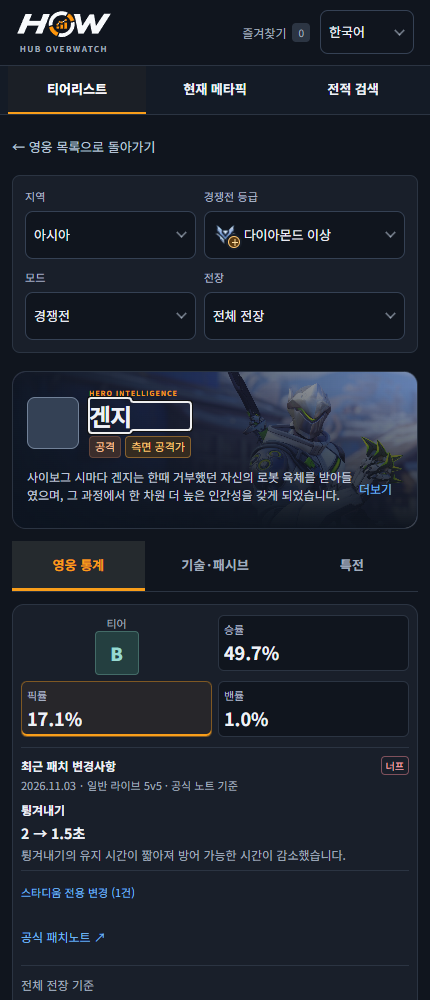 HOW
HUB OVERWATCH
즐겨찾기 0
한국어
티어리스트
현재 메타픽
전적 검색
← 영웅 목록으로 돌아가기
지역
경쟁전 등급
아시아
다이아몬드 이상
모드
전장
경쟁전
전체 전장
HERO INTELLIGENCE
겐지
공격
측면 공격가
사이보그 시마다 겐지는 한때 거부했던 자신의 로봇 육체를 받아들
였으며, 그 과정에서 한 차원 더 높은 인간성을 갖게 되었습니다.
더보기
영웅 통계
기술·패시브
특전
티어
B
승률
49.7%
픽률
17.1%
밴률
1.0%
최근 패치 변경사항
너프
2026.11.03 · 일반 라이브 5v5 · 공식 노트 기준
튕겨내기
2 → 1.5초
튕겨내기의 유지 시간이 짧아져 방어 가능한 시간이 감소했습니다.
스타디움 전용 변경 (1건)
공식 패치노트 ↗
전체 전장 기준